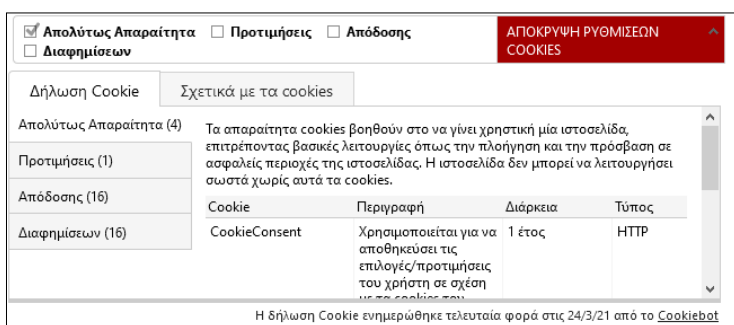 Απολύτως Απαραίτητα Προτιμήσεις Απόδοσης
Διαφημίσεων
ΑΠΟΚΡΥΨΗ ΡΥΘΜΙΣΕΩΝ
COOKIES
Δήλωση Cookie Σχετικά με τα cookies
Απολύτως Απαραίτητα (4)
Προτιμήσεις (1)
Απόδοσης (16)
Διαφημίσεων (16)
Τα απαραίτητα cookies βοηθούν στο να γίνει χρηστική μία ιστοσελίδα,
επιτρέποντας βασικές λειτουργίες όπως την πλοήγηση και την πρόσβαση σε
ασφαλείς περιοχές της ιστοσελίδας. Η ιστοσελίδα δεν μπορεί να λειτουργήσει
σωστά χωρίς αυτά τα cookies.
Cookie Περιγραφή Διάρκεια Τύπος
CookieConsent Χρησιμοποιείται για να 1 έτος HTTP
αποθηκεύσει τις
επιλογές/προτιμήσεις
του χρήστη σε σχέση
με τα cookies του
Η δήλωση Cookie ενημερώθηκε τελευταία φορά στις 24/3/21 από το Cookiebot